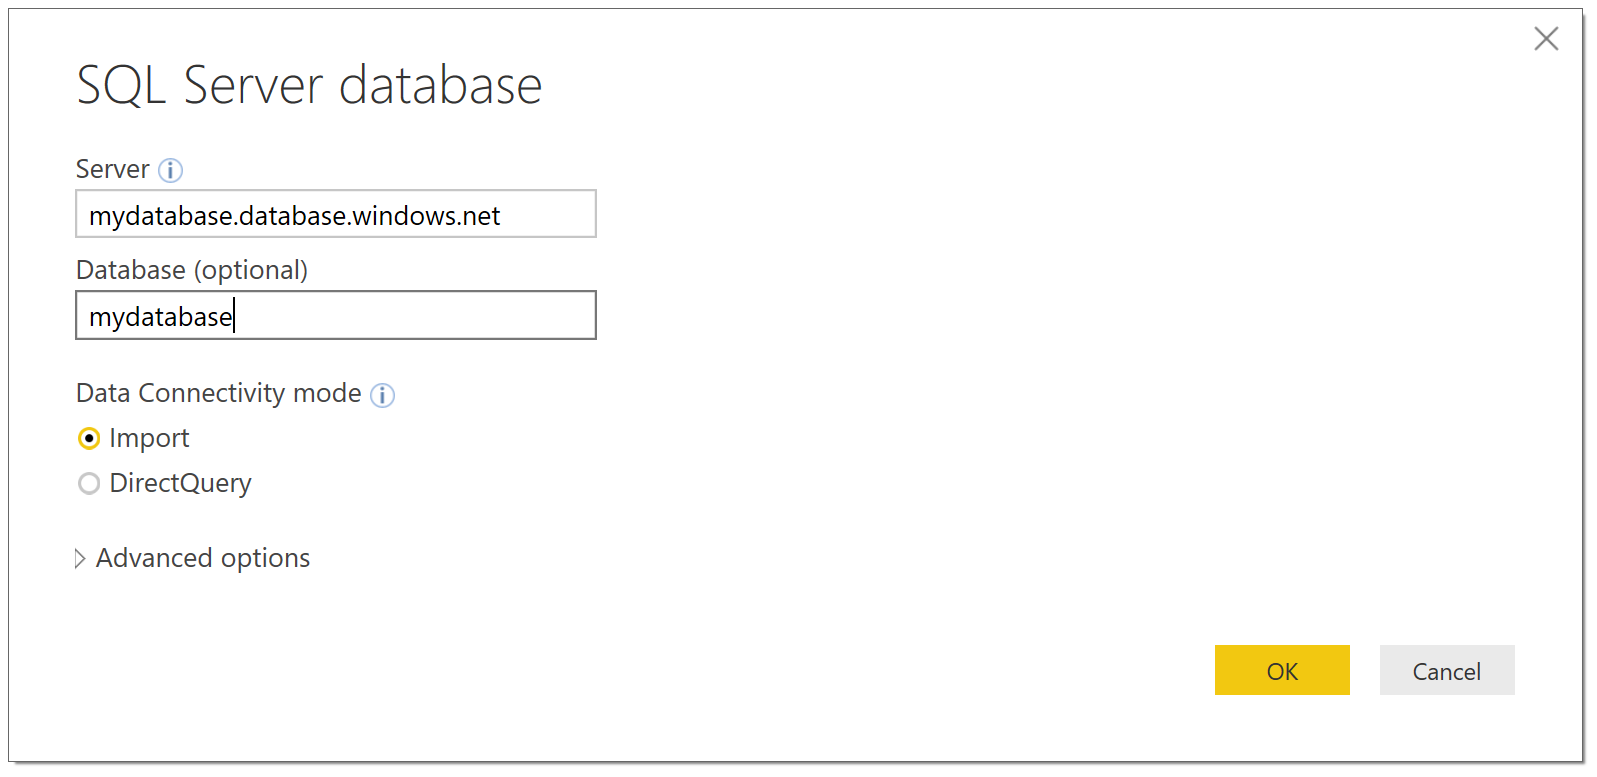 SQL Server database
Server
mydatabase.database.windows.net
Database (optional)
mydatabase
Data Connectivity mode
Import
DirectQuery
Advanced options
OK Cancel